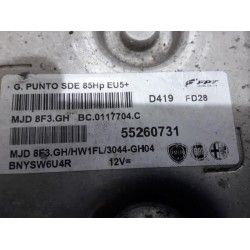 G. PUNTO SDE 85Hp EU5+
FPT
D419 FD28
MJD 8F3.GH BC.0117704.C
55260731
MJD 8F3.GH/HW1FL/3044-GH04
BNYSW6U4R 12V=